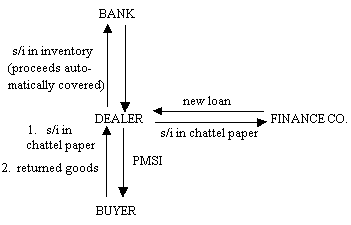 BANK
s/i in inventory
(proceeds auto-
matically covered)
new loan
DEALER
FINANCE CO.
s/i in chattel paper
1. s/i in
chattel paper
2. returned goods
PMSI
BUYER